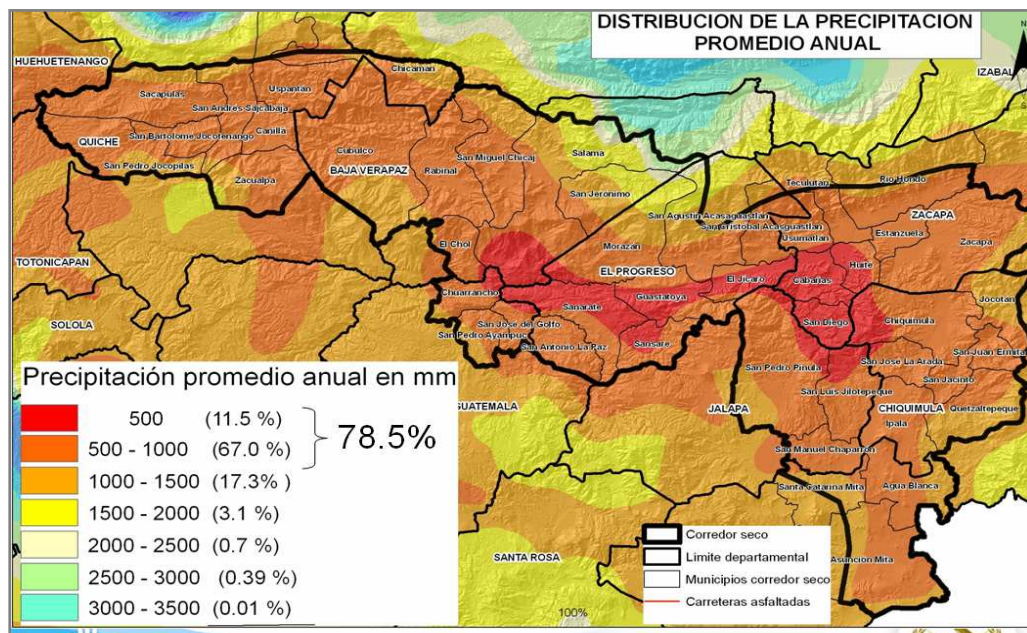 DISTRIBUCION DE LA PRECIPITACION
PROMEDIO ANUAL
N
HUEHUETENANGO
IZABAL
Chicaman
Uspantan
Sacapulas
San Andres Sajcabaja
QUICHE
San Bartolome Jocotenango
Canilla
Cubulco
San Pedro Jocopilas
BAJA VERAPAZ
Rabinal
San Miguel Chicaj
Salama
Zacualpa
San Jeronimo
Teculutan
Rio Hondo
San Agustin Acasaguastlan
San Cristobal Acasguastlan
Usumatlan
Estanzuela
ZACAPA
Zacapa
El Chol
Morazan
TOTONICAPAN
EL PROGRESO
El Jicaro
Cabañas
Huite
Chuarrancho
Guastatoya
Sanarate
Jocotan
SOLOLA
San Jose del Golfo
San Pedro Ayampuc
San Diego
Chiquimula
San Antonio La Paz
Sansare
San Juan Ermita
San Jose La Arada
San Pedro Pinula
San Jacinto
San Luis Jilotepeque
GUATEMALA
JALAPA
CHIQUIMULA
Quetzaltepeque
Ipala
San Manuel Chaparron
Santa Catarina Mita
Agua Blanca
SANTA ROSA
Asuncion Mita
Precipitación promedio anual en mm
500 (11.5 %)
500 - 1000 (67.0 %)
78.5%
1000 - 1500 (17.3% )
1500 - 2000 (3.1 %)
2000 - 2500 (0.7 %)
2500 - 3000 (0.39 %)
3000 - 3500 (0.01 %)
100%
Corredor seco
Limite departamental
Municipios corredor seco
Carreteras asfaltadas